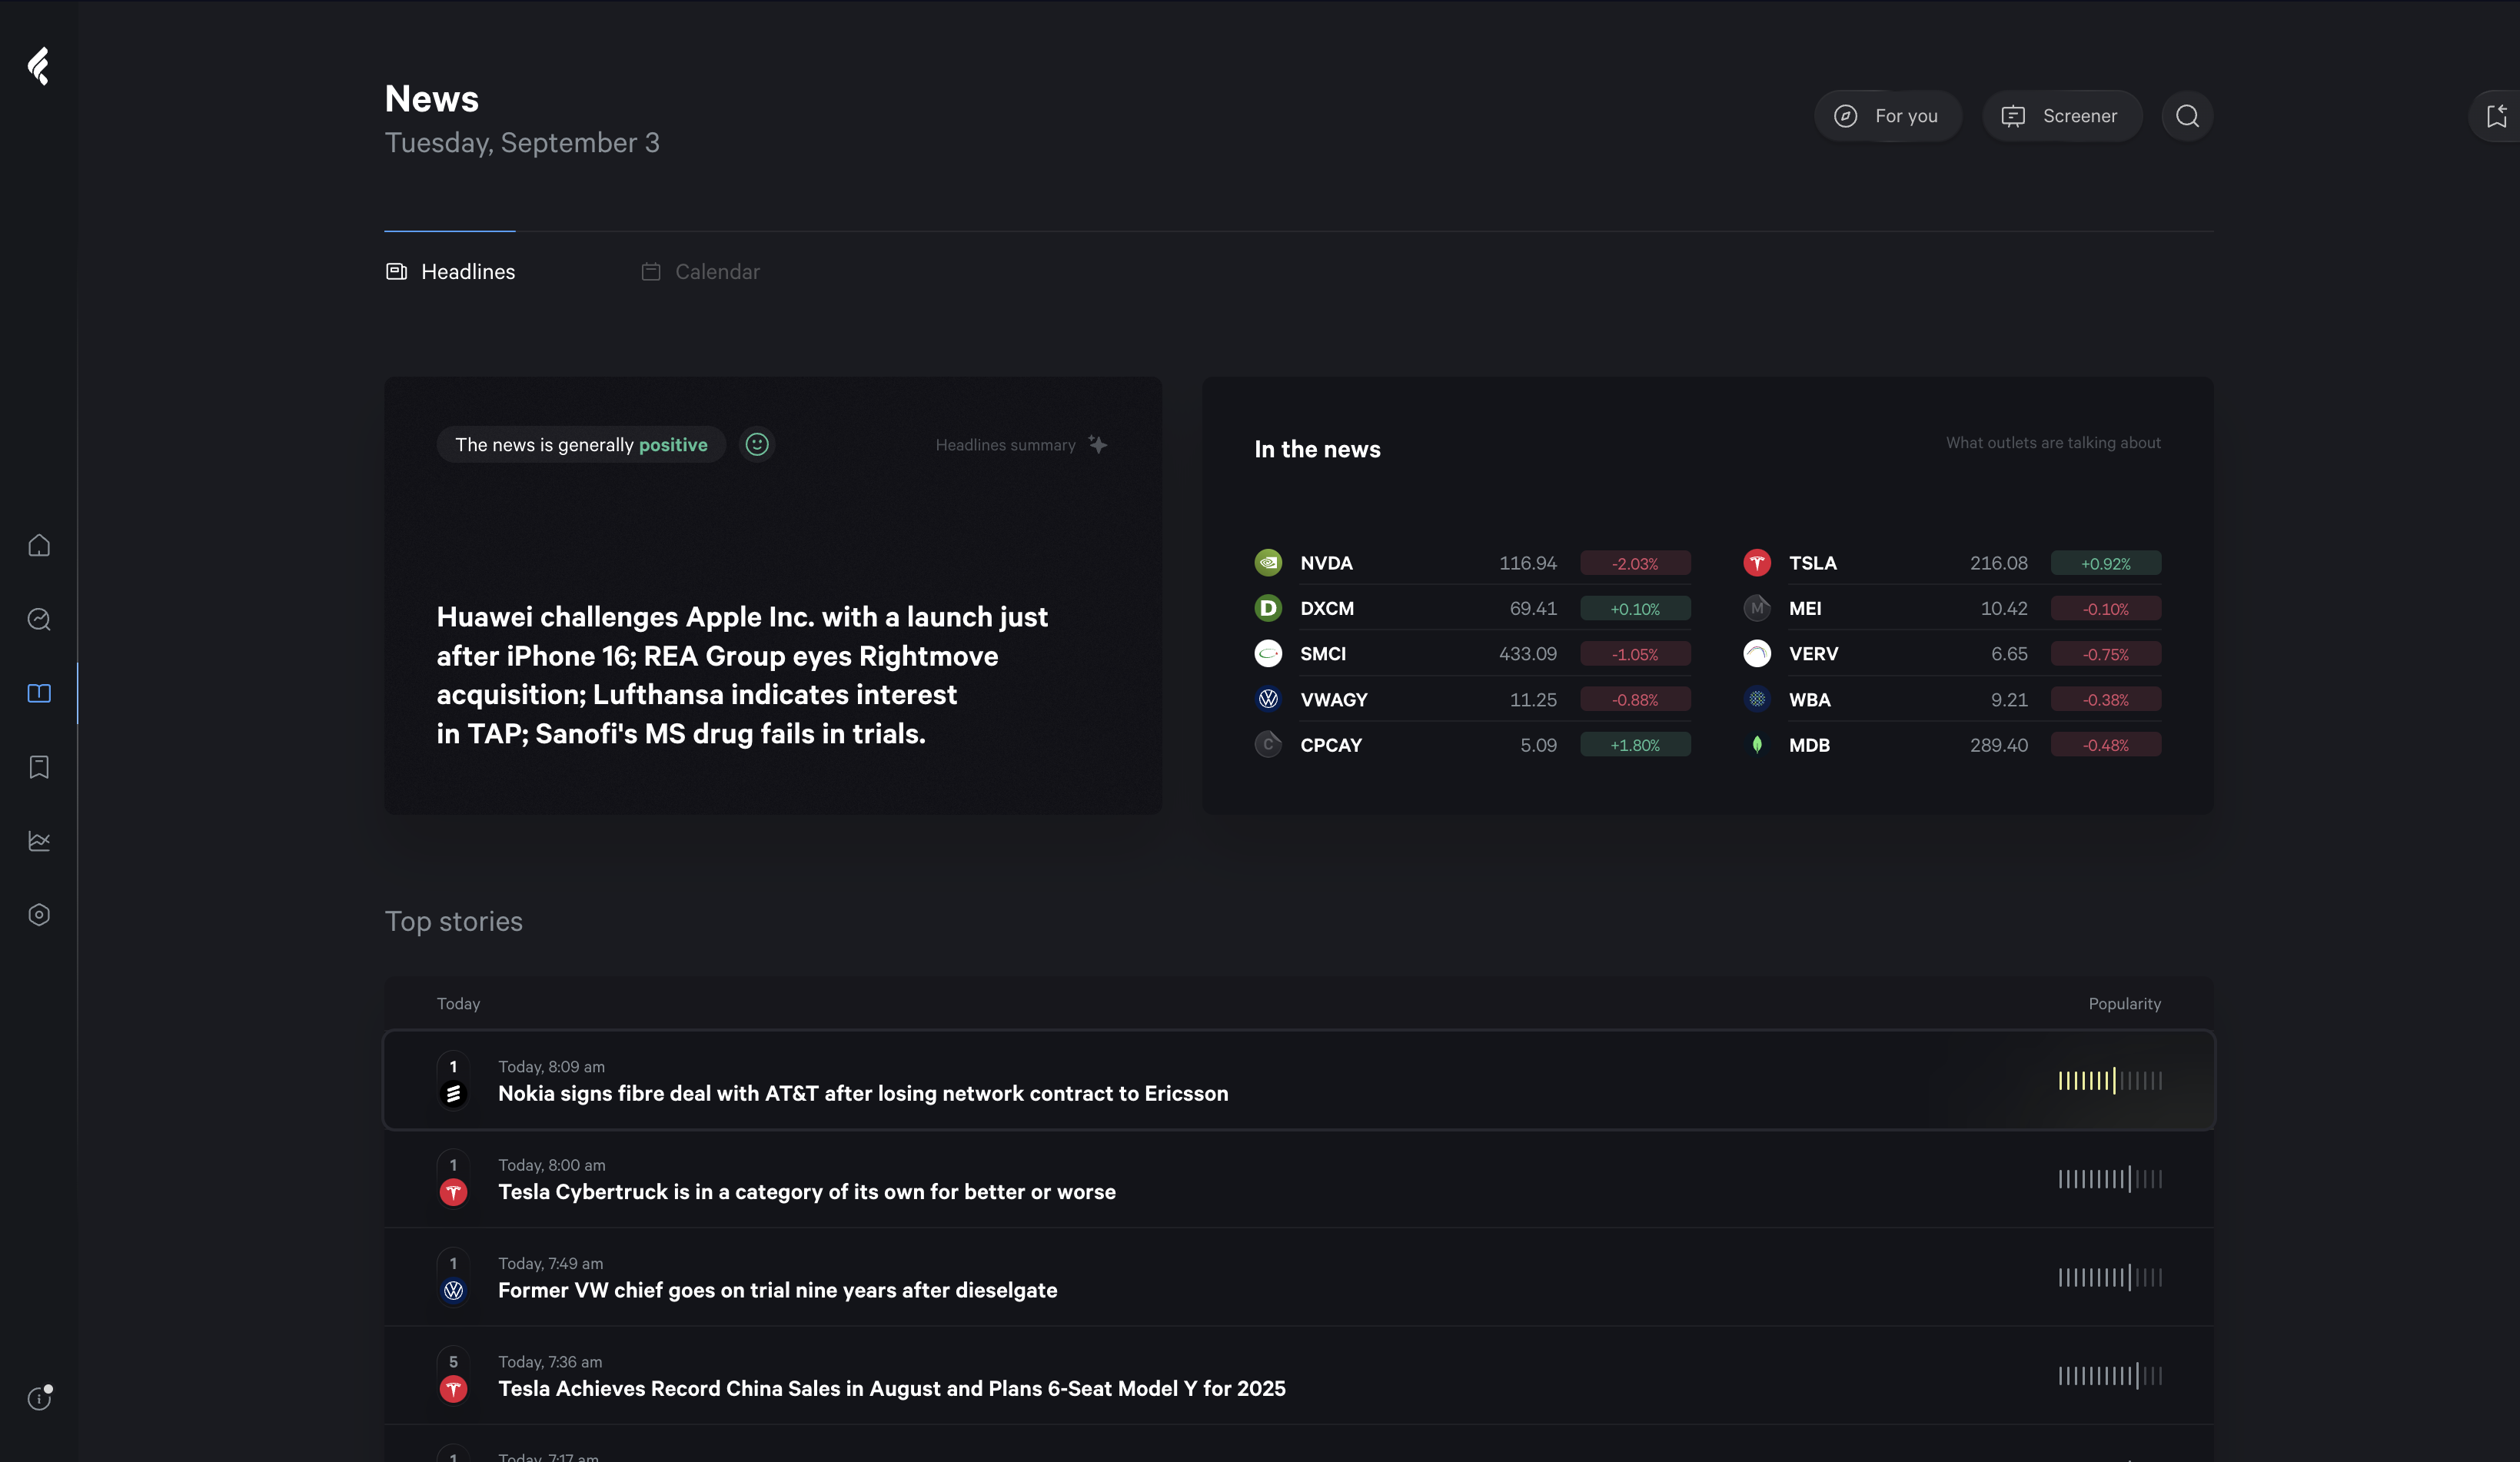 News
Tuesday, September 3
For you
Screener
Headlines
Calendar
The news is generally positive
Headlines summary
Huawei challenges Apple Inc. with a launch just
after iPhone 16; REA Group eyes Rightmove
acquisition; Lufthansa indicates interest
in TAP; Sanofi's MS drug fails in trials.
In the news
What outlets are talking about
NVDA 116.94 -2.03%
TSLA 216.08 +0.92%
D DXCM 69.41 +0.10%
M MEI 10.42 -0.10%
SMCI 433.09 -1.05%
VERV 6.65 -0.75%
VWAGY 11.25 -0.88%
WBA 9.21 -0.38%
C CPCAY 5.09 +1.80%
MDB 289.40 -0.48%
Top stories
Today
Popularity
1
Today, 8:09 am
Nokia signs fibre deal with AT&T after losing network contract to Ericsson
1
Today, 8:00 am
Tesla Cybertruck is in a category of its own for better or worse
1
Today, 7:49 am
Former VW chief goes on trial nine years after dieselgate
5
Today, 7:36 am
Tesla Achieves Record China Sales in August and Plans 6-Seat Model Y for 2025
1
Today, 7:17 am